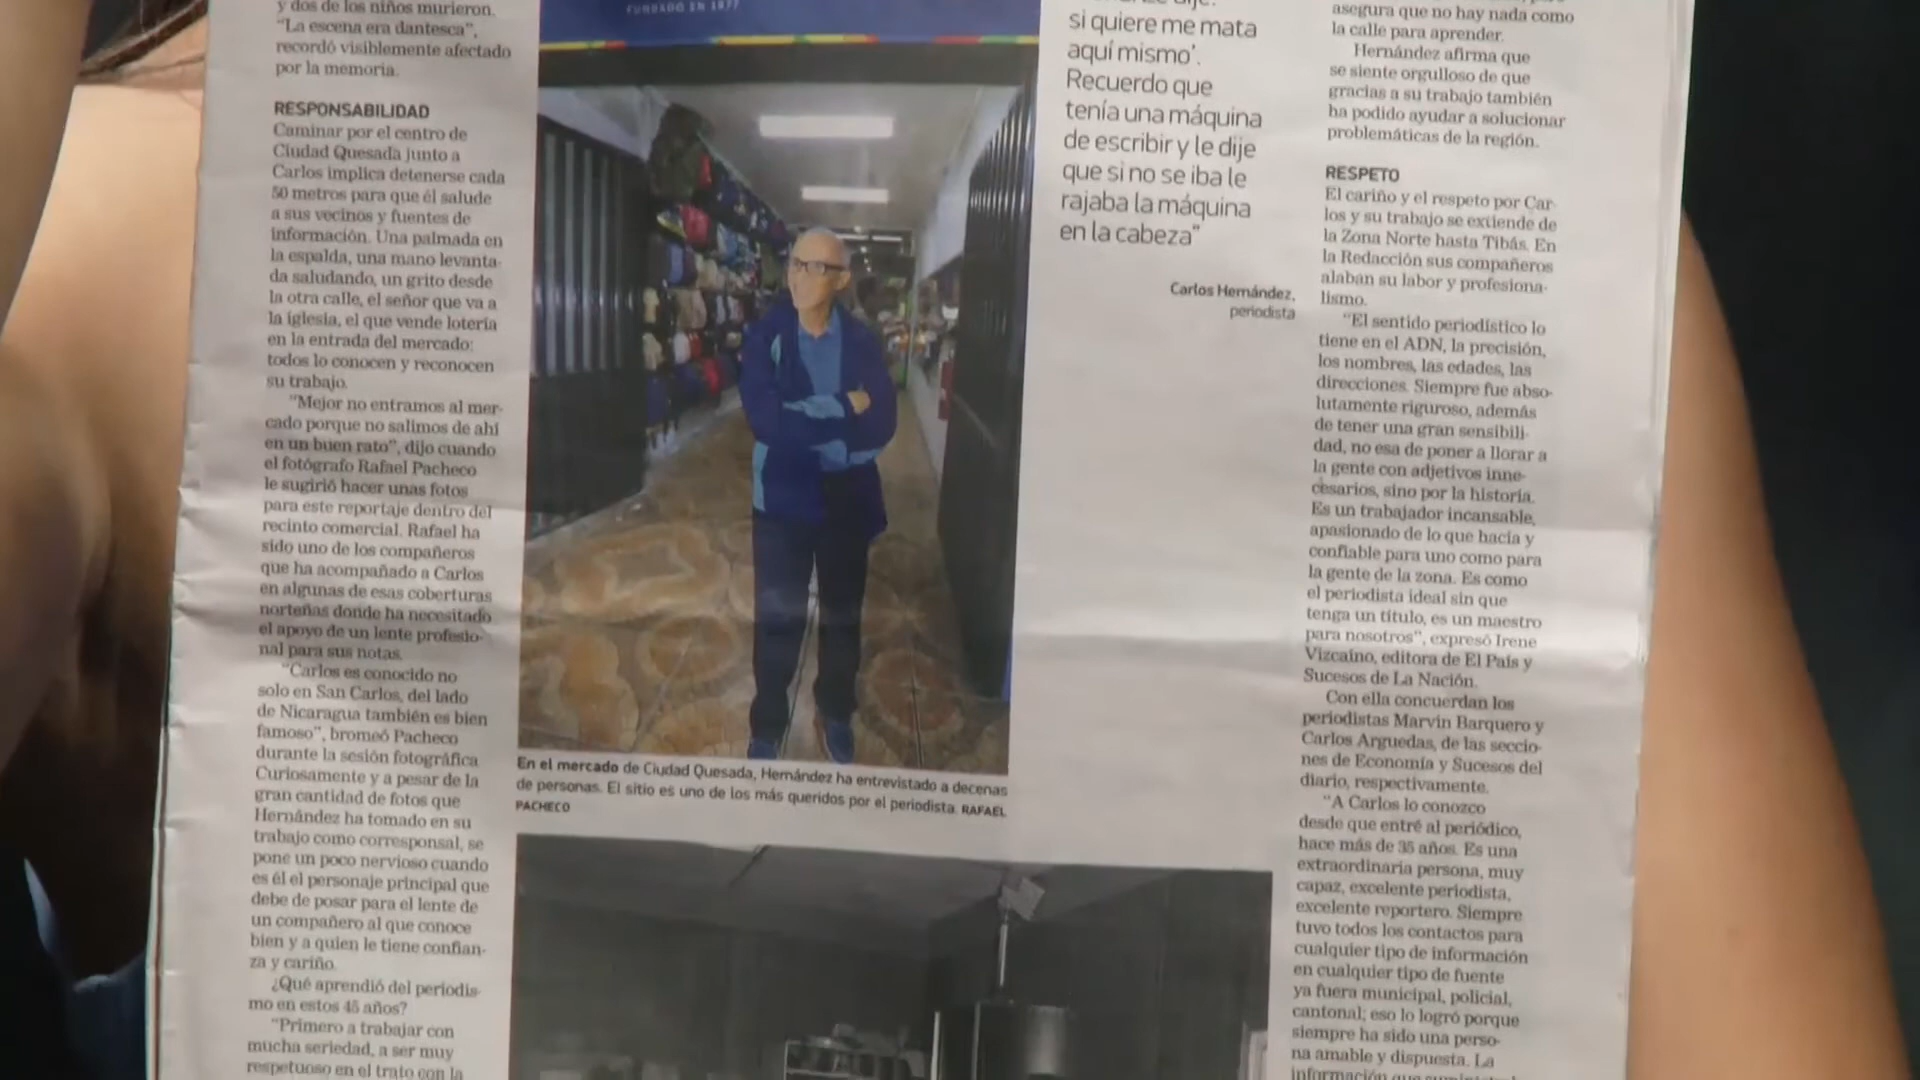 y dos de los niños murieron.
“La escena era dantesca”,
recordó visiblemente afectado
por la memoria.
RESPONSABILIDAD
Caminar por el centro de
Ciudad Quesada junto a
Carlos implica detenerse cada
50 metros para que él salude
a sus vecinos y fuentes de
información. Una palmada en
la espalda, una mano levanta-
da saludando, un grito desde
la otra calle, el señor que va a
la iglesia, el que vende lotería
en la entrada del mercado:
todos lo conocen y reconocen
su trabajo.
“Mejor no entramos al mer-
cado porque no salimos de ahí
en un buen rato”, dijo cuando
el fotógrafo Rafael Pacheco
le sugirió hacer unas fotos
para este reportaje dentro del
recinto comercial. Rafael ha
sido uno de los compañeros
que ha acompañado a Carlos
en algunas de esas coberturas
norteñas donde ha necesitado
el apoyo de un lente profesio-
nal para sus notas.
“Carlos es conocido no
solo en San Carlos, del lado
de Nicaragua también es bien
famoso”, bromeó Pacheco
durante la sesión fotográfica
Curiosamente y a pesar de la
gran cantidad de fotos que
Hernández ha tomado en su
trabajo como corresponsal, se
pone un poco nervioso cuando
es él el personaje principal que
debe de posar para el lente de
un compañero al que conoce
bien y a quien le tiene confian-
za y cariño.
¿Qué aprendió del periodis-
mo en estos 45 años?
“Primero a trabajar con
mucha seriedad, a ser muy
respetuoso en el trato con la
FUNDADO EN 1877
En el mercado de Ciudad Quesada, Hernández ha entrevistado a decenas
de personas. El sitio es uno de los más queridos por el periodista. RAFAEL
PACHECO
dije:
si quiere me mata
aquí mismo’.
Recuerdo que
tenía una máquina
de escribir y le dije
que si no se iba le
rajaba la máquina
en la cabeza”
Carlos Hernández,
periodista
asegura que no hay nada como
la calle para aprender.
Hernández afirma que
se siente orgulloso de que
gracias a su trabajo también
ha podido ayudar a solucionar
problemáticas de la región.
RESPETO
El cariño y el respeto por Car-
los y su trabajo se extiende de
la Zona Norte hasta Tibás. En
la Redacción sus compañeros
alaban su labor y profesiona-
lismo.
“El sentido periodístico lo
tiene en el ADN, la precisión,
los nombres, las edades, las
direcciones. Siempre fue abso-
lutamente riguroso, además
de tener una gran sensibili-
dad, no esa de poner a llorar a
la gente con adjetivos inne-
cesarios, sino por la historia.
Es un trabajador incansable,
apasionado de lo que hacía y
confiable para uno como para
la gente de la zona. Es como
el periodista ideal sin que
tenga un título, es un maestro
para nosotros”, expresó Irene
Vizcaíno, editora de El País y
Sucesos de La Nación.
Con ella concuerdan los
periodistas Marvin Barquero y
Carlos Arguedas, de las seccio-
nes de Economía y Sucesos del
diario, respectivamente.
“A Carlos lo conozco
desde que entré al periódico,
hace más de 35 años. Es una
extraordinaria persona, muy
capaz, excelente periodista,
excelente reportero. Siempre
tuvo todos los contactos para
cualquier tipo de información
en cualquier tipo de fuente
ya fuera municipal, policial,
cantonal; eso lo logró porque
siempre ha sido una perso-
na amable y dispuesta. La
información que